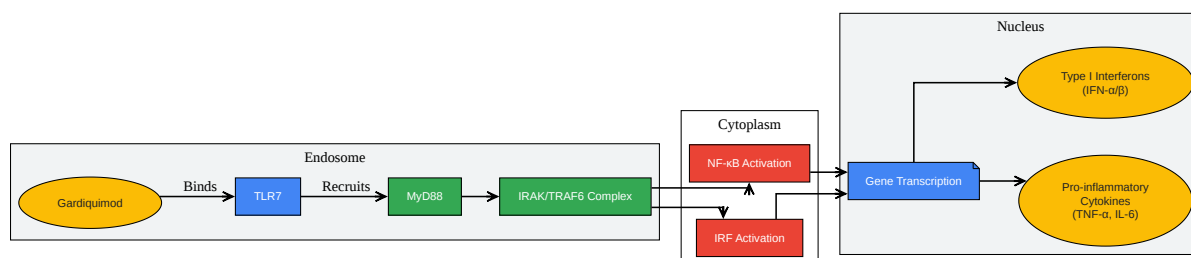 Endosome
Gardiquimod
Binds
TLR7
Recruits
MyD88
IRAK/TRAF6 Complex
Cytoplasm
NF-κB Activation
IRF Activation
Nucleus
Gene Transcription
Type I Interferons
(IFN-α/β)
Pro-inflammatory
Cytokines
(TNF-α, IL-6)